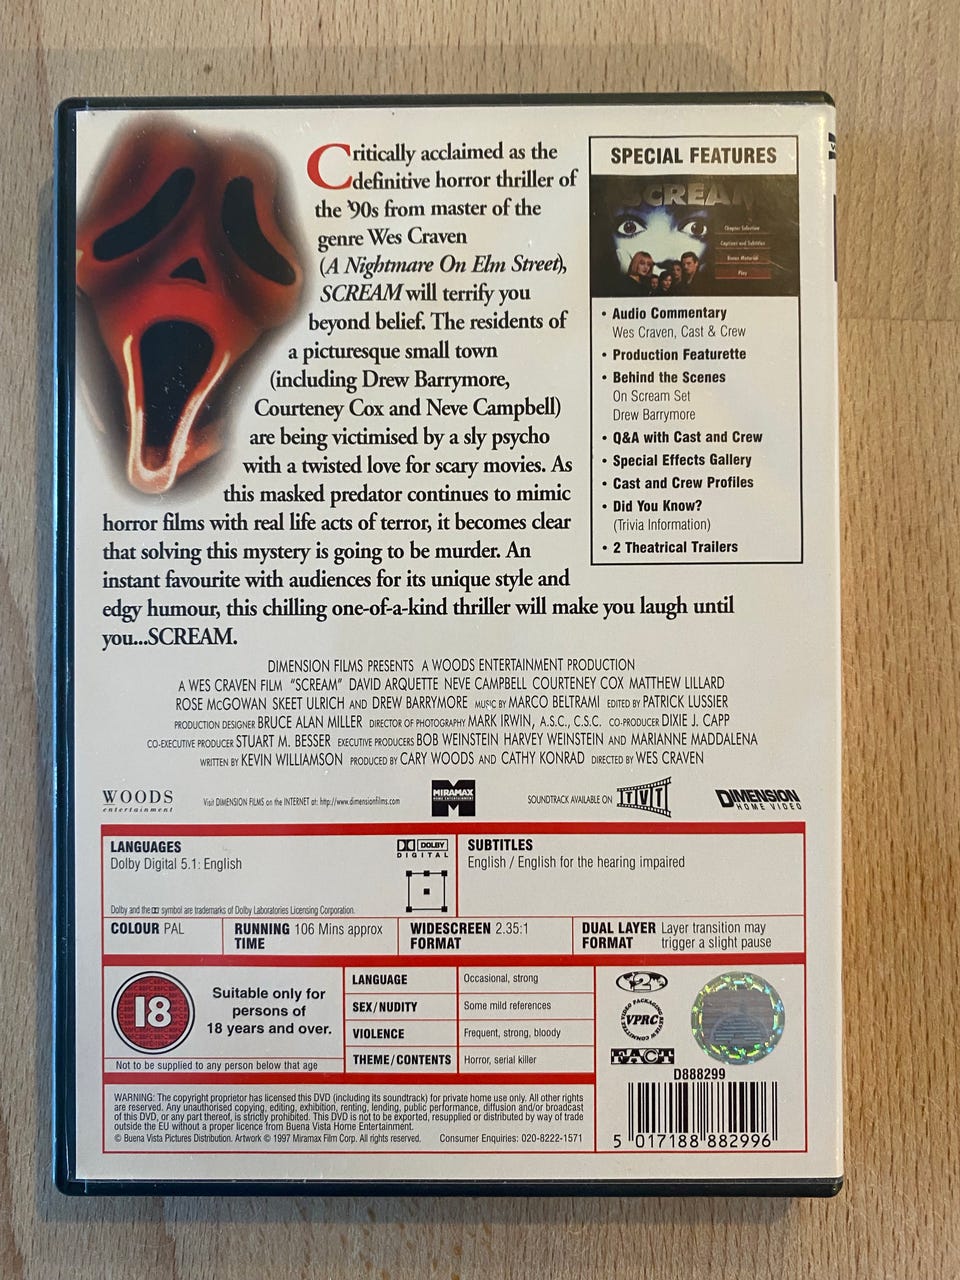 Critically acclaimed as the
definitive horror thriller of
the '90s from master of the
genre Wes Craven
(A Nightmare On Elm Street),
SCREAM will terrify you
beyond belief. The residents of
a picturesque small town
(including Drew Barrymore,
Courteney Cox and Neve Campbell)
are being victimised by a sly psycho
with a twisted love for scary movies. As
this masked predator continues to mimic
horror films with real life acts of terror, it becomes clear
that solving this mystery is going to be murder. An
instant favourite with audiences for its unique style and
edgy humour, this chilling one-of-a-kind thriller will make you laugh until
you...SCREAM.
SPECIAL FEATURES
SCREAM
Chapter Selection
Captions and Subtitles
Bonus Material
Play
• Audio Commentary
Wes Craven, Cast & Crew
• Production Featurette
• Behind the Scenes
On Scream Set
Drew Barrymore
• Q&A with Cast and Crew
• Special Effects Gallery
• Cast and Crew Profiles
• Did You Know?
(Trivia Information)
• 2 Theatrical Trailers
DIMENSION FILMS PRESENTS A WOODS ENTERTAINMENT PRODUCTION
A WES CRAVEN FILM "SCREAM" DAVID ARQUETTE NEVE CAMPBELL COURTENEY COX MATTHEW LILLARD
ROSE McGOWAN SKEET ULRICH AND DREW BARRYMORE MUSIC BY MARCO BELTRAMI EDITED BY PATRICK LUSSIER
PRODUCTION DESIGNER BRUCE ALAN MILLER DIRECTOR OF PHOTOGRAPHY MARK IRWIN, A.S.C., C.S.C. CO-PRODUCER DIXIE J. CAPP
CO-EXECUTIVE PRODUCER STUART M. BESSER EXECUTIVE PRODUCERS BOB WEINSTEIN HARVEY WEINSTEIN AND MARIANNE MADDALENA
WRITTEN BY KEVIN WILLIAMSON PRODUCED BY CARY WOODS AND CATHY KONRAD DIRECTED BY WES CRAVEN
WOODS
entertainment
Visit DIMENSION FILMS on the INTERNET at: http://www.dimensionfilms.com
MIRAMAX
HOME ENTERTAINMENT
SOUNDTRACK AVAILABLE ON TVT
DIMENSION
HOME VIDEO
LANGUAGES
Dolby Digital 5.1: English
DOLBY
DIGITAL
Dolby and the symbol are trademarks of Dolby Laboratories Licensing Corporation.
SUBTITLES
English / English for the hearing impaired
COLOUR PAL
RUNNING TIME 106 Mins approx
WIDESCREEN FORMAT 2.35:1
DUAL LAYER FORMAT Layer transition may
trigger a slight pause
18
Suitable only for
persons of
18 years and over.
Not to be supplied to any person below that age
LANGUAGE Occasional, strong
SEX/NUDITY Some mild references
VIOLENCE Frequent, strong, bloody
THEME/CONTENTS Horror, serial killer
2
VIDEO PACKAGING REVIEW COMMITTEE
VPRC
FACT
WARNING: The copyright proprietor has licensed this DVD (including its soundtrack) for private home use only. All other rights
are reserved. Any unauthorised copying, editing, exhibition, renting, lending, public performance, diffusion and/or broadcast
of this DVD, or any part thereof, is strictly prohibited. This DVD is not to be exported, resupplied or distributed by way of trade
outside the EU without a proper licence from Buena Vista Home Entertainment.
© Buena Vista Pictures Distribution. Artwork © 1997 Miramax Film Corp. All rights reserved. Consumer Enquiries: 020-8222-1571
D888299
5 017188 882996